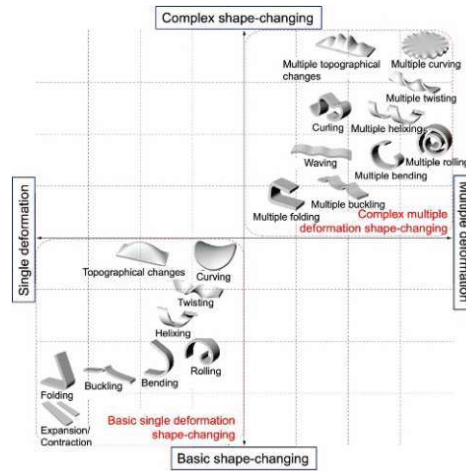 Complex shape-changing
Multiple topographical
changes
Multiple curving
Multiple twisting
Curling
Multiple helixing
Waving
Multiple rolling
Multiple bending
Multiple folding
Multiple buckling
Complex multiple
deformation shape-changing
Single deformation
Multiple deformation
Topographical changes
Curving
Twisting
Helixing
Rolling
Bending
Buckling
Folding
Expansion/
Contraction
Basic single deformation
shape-changing
Basic shape-changing